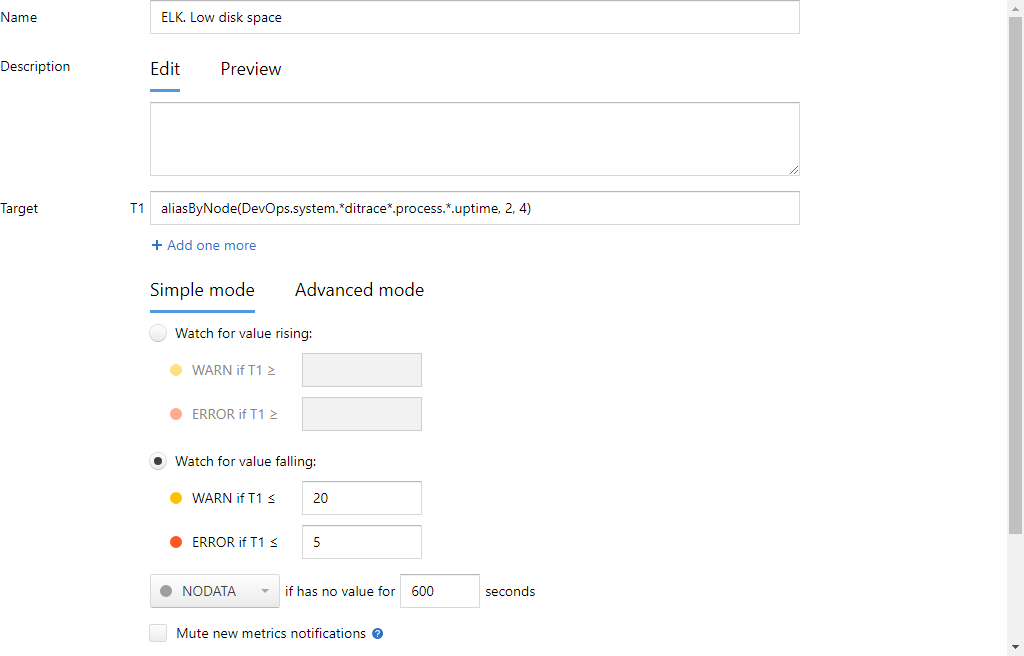 Name ELK. Low disk space
Description Edit Preview
Target T1 aliasByNode(DevOps.system.*ditrace*.process.*.uptime, 2, 4)
+ Add one more
Simple mode Advanced mode
Watch for value rising:
WARN if T1 ≥
ERROR if T1 ≥
Watch for value falling:
WARN if T1 ≤ 20
ERROR if T1 ≤ 5
NODATA if has no value for 600 seconds
Mute new metrics notifications ?